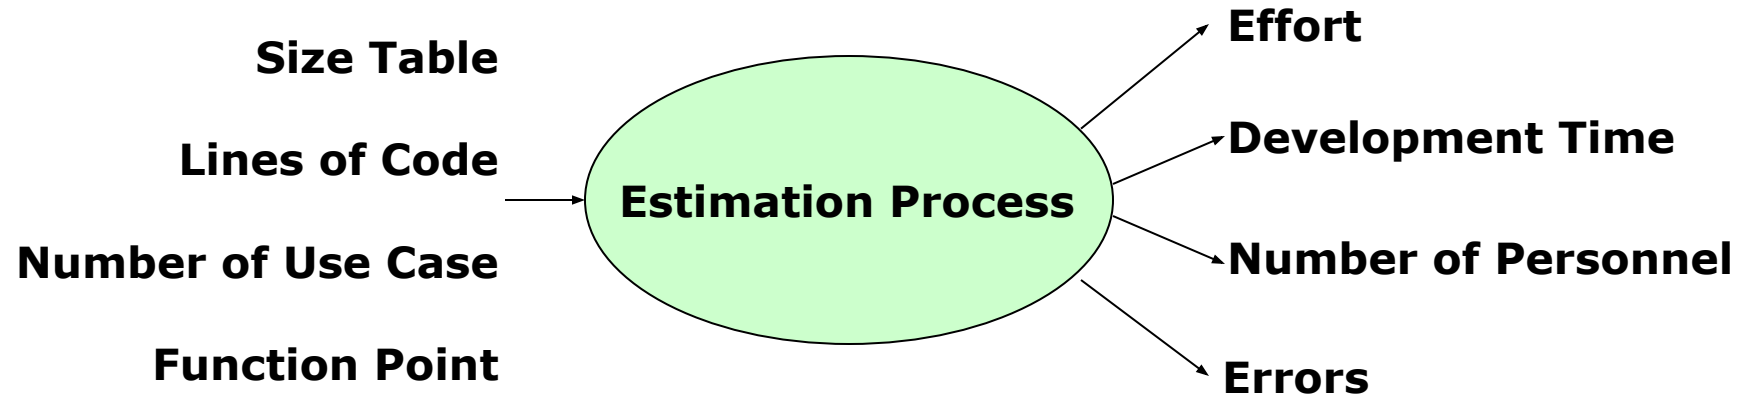 Size Table
Lines of Code
Number of Use Case
Function Point
Estimation Process
Effort
Development Time
Number of Personnel
Errors